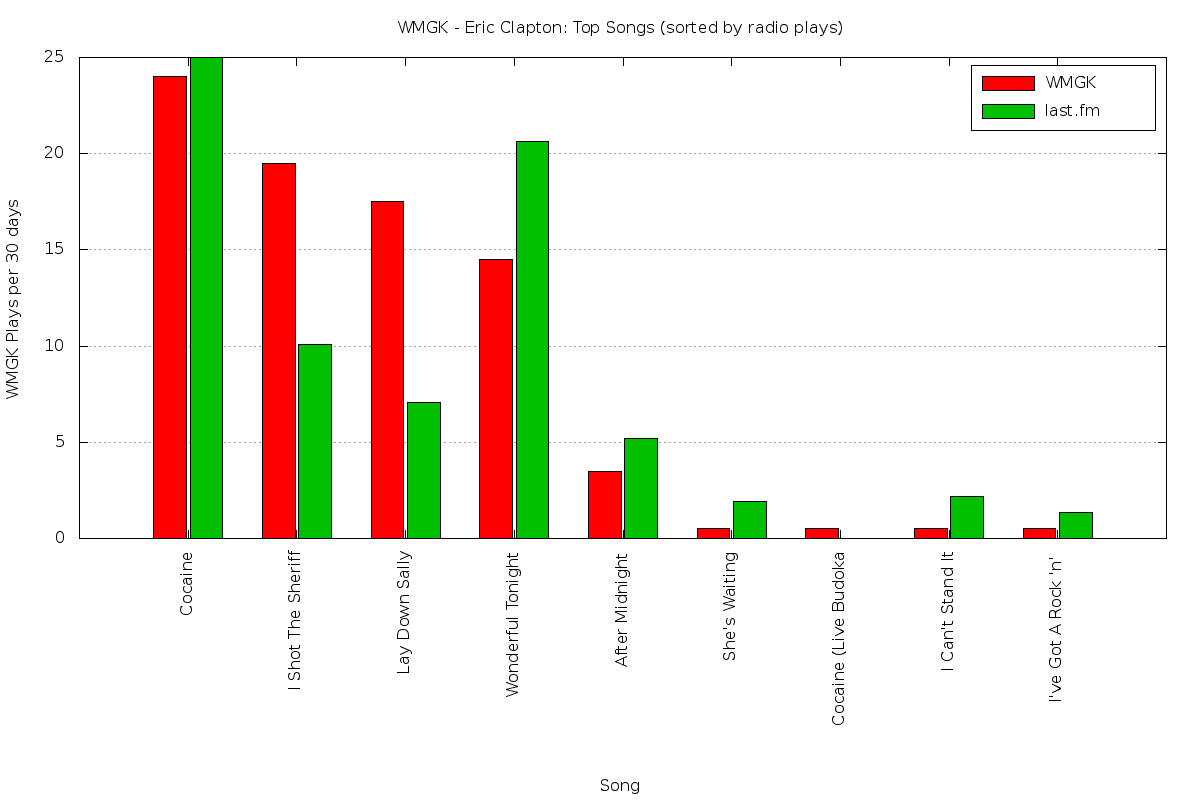 WMGK - Eric Clapton: Top Songs (sorted by radio plays)
WMGK
last.fm
WMGK Plays per 30 days
25
20
15
10
5
0
Cocaine
I Shot The Sheriff
Lay Down Sally
Wonderful Tonight
After Midnight
She's Waiting
Cocaine (Live Budoka
I Can't Stand It
I've Got A Rock 'n'
Song